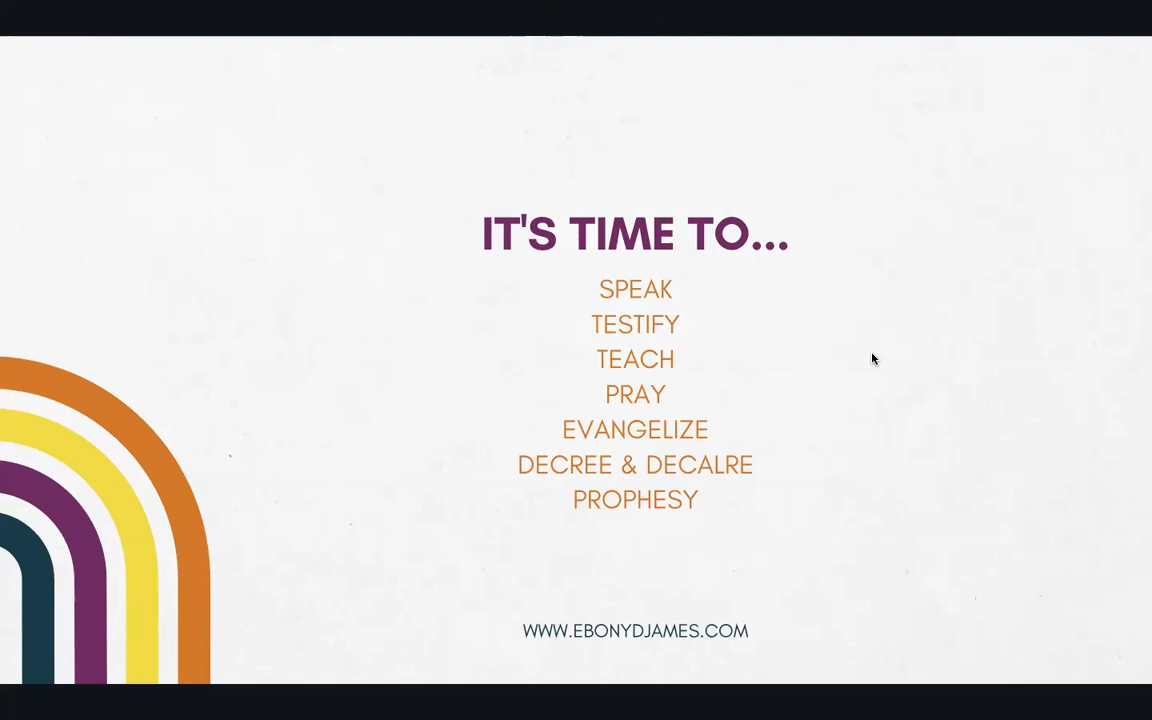 IT'S TIME TO...
SPEAK
TESTIFY
TEACH
PRAY
EVANGELIZE
DECREE & DECALRE
PROPHESY
WWW.EBONYDJAMES.COM